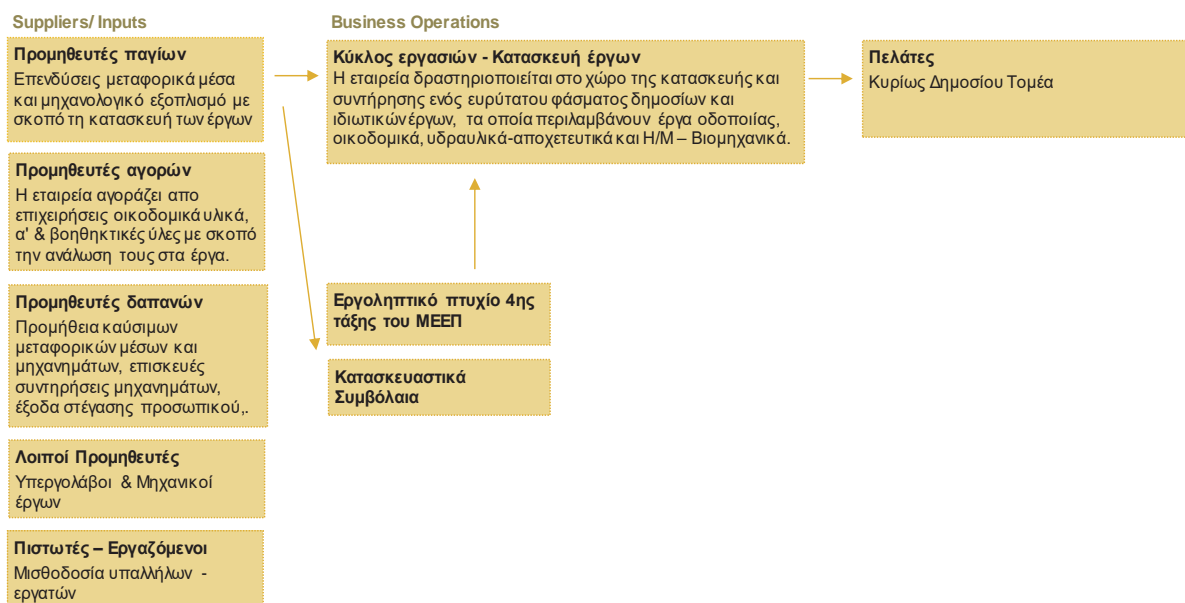 Suppliers/ Inputs
Προμηθευτές παγίων
Επενδύσεις μεταφορικά μέσα
και μηχανολογικό εξοπλισμό με
σκοπό τη κατασκευή των έργων
Προμηθευτές αγορών
Η εταιρεία αγοράζει απο
επιχειρήσεις οικοδομικά υλικά,
α' & βοηθηκτικές ύλες με σκοπό
την ανάλωση τους στα έργα.
Προμηθευτές δαπανών
Προμήθεια καύσιμων
μεταφορικών μέσων και
μηχανημάτων, επισκευές
συντηρήσεις μηχανημάτων,
έξοδα στέγασης προσωπικού,.
Λοιποί Προμηθευτές
Υπεργολάβοι & Μηχανικοί
έργων
Πιστωτές – Εργαζόμενοι
Μισθοδοσία υπαλλήλων -
εργατών
Business Operations
Κύκλος εργασιών - Κατασκευή έργων
Η εταιρεία δραστηριοποιείται στο χώρο της κατασκευής και
συντήρησης ενός ευρύτατου φάσματος δημοσίων και
ιδιωτικών έργων, τα οποία περιλαμβάνουν έργα οδοποιίας,
οικοδομικά, υδραυλικά-αποχετευτικά και Η/Μ – Βιομηχανικά.
Εργοληπτικό πτυχίο 4ης
τάξης του ΜΕΕΠ
Κατασκευαστικά
Συμβόλαια
Πελάτες
Κυρίως Δημοσίου Τομέα